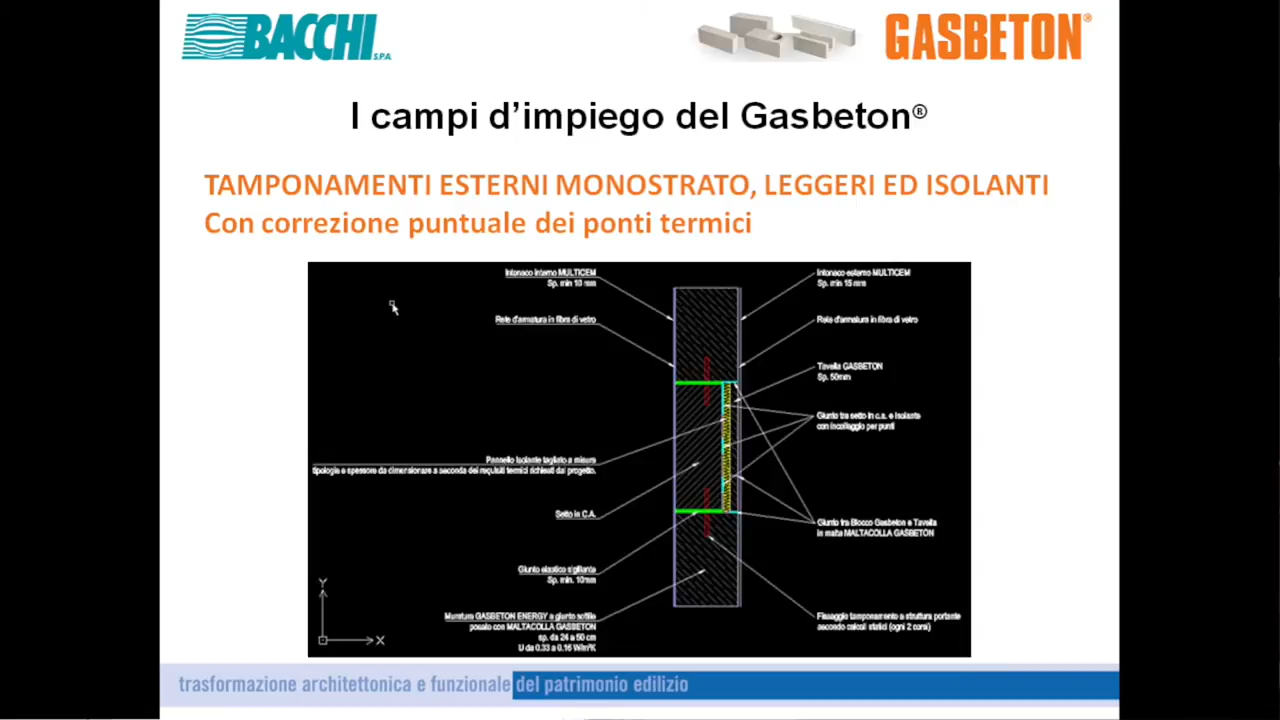 BACCHI S.P.A.
GASBETON®
I campi d'impiego del Gasbeton®
TAMPONAMENTI ESTERNI MONOSTRATO, LEGGERI ED ISOLANTI
Con correzione puntuale dei ponti termici
Intonaco interno MULTICEM
Sp. min 10 mm
Rete d'armatura in fibra di vetro
Pannello isolante tagliato a misura
tipologie e spessore da dimensionare a seconda dei requisiti termici richiesti dal progetto.
Setto in C.A.
Giunto elastico sigillante
Sp. min. 10mm
Muratura GASBETON ENERGY a giunto sottile
posato con MALTACOLLA GASBETON
sp. da 24 a 50 cm
U da 0.33 a 0.16 W/m²K
Intonaco esterno MULTICEM
Sp. min 15 mm
Rete d'armatura in fibra di vetro
Tavella GASBETON
Sp. 50mm
Giunto tra setto in c.a. e isolante
con incollaggio per punti
Giunto tra Blocco Gasbeton e Tavella
in malta MALTACOLLA GASBETON
Fissaggio tamponamento a struttura portante
secondo calcoli statici (ogni 2 corsi)
Y
X
trasformazione architettonica e funzionale del patrimonio edilizio